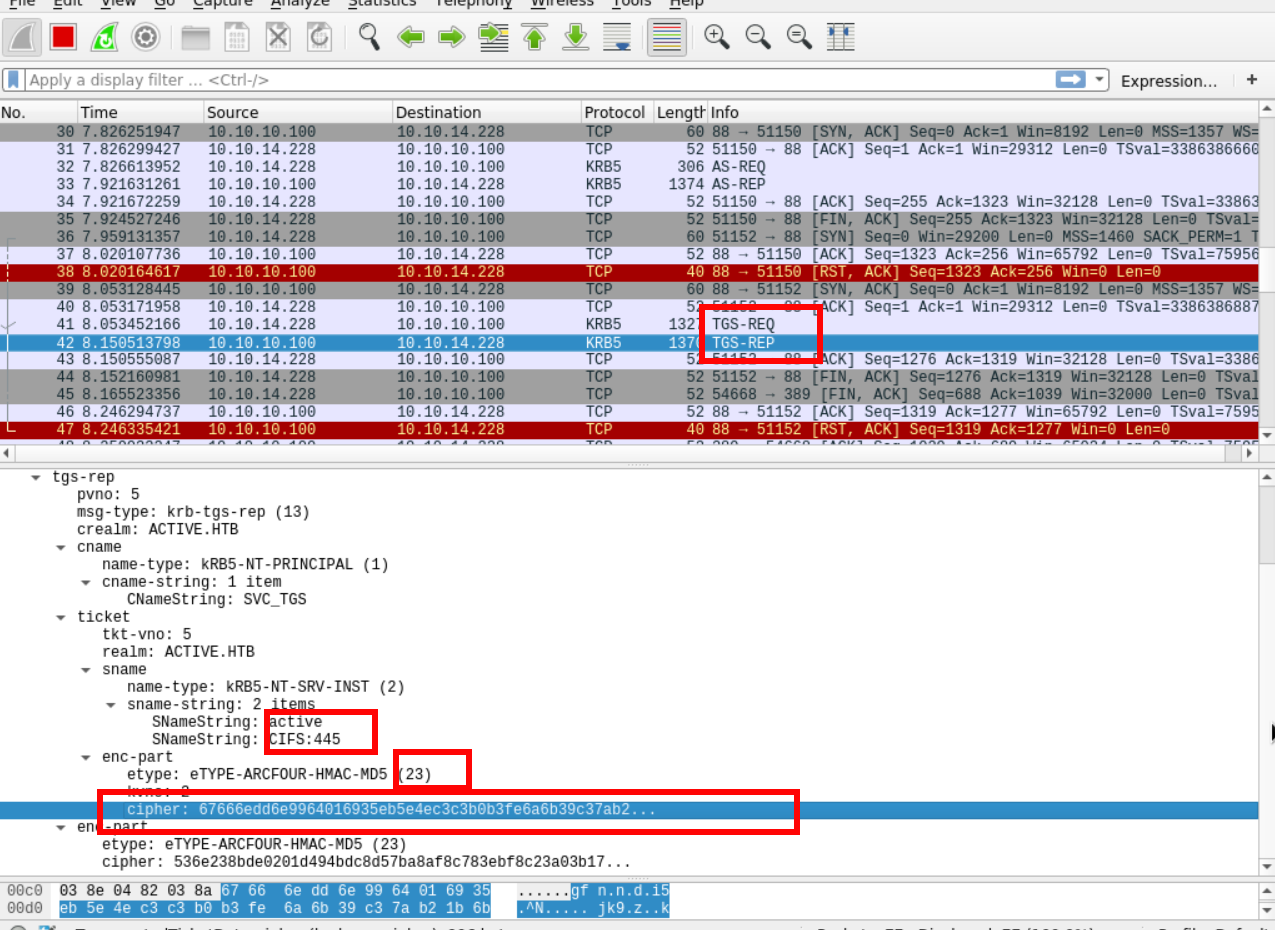 File Edit View Go Capture Analyze Statistics Telephony Wireless Tools Help
Apply a display filter ... <Ctrl-/> Expression... +
No. Time Source Destination Protocol Length Info
30 7.826251947 10.10.10.100 10.10.14.228 TCP 60 88 → 51150 [SYN, ACK] Seq=0 Ack=1 Win=8192 Len=0 MSS=1357 WS=
31 7.826299427 10.10.14.228 10.10.10.100 TCP 52 51150 → 88 [ACK] Seq=1 Ack=1 Win=29312 Len=0 TSval=3386386660
32 7.826613952 10.10.14.228 10.10.10.100 KRB5 306 AS-REQ
33 7.921631261 10.10.10.100 10.10.14.228 KRB5 1374 AS-REP
34 7.921672259 10.10.14.228 10.10.10.100 TCP 52 51150 → 88 [ACK] Seq=255 Ack=1323 Win=32128 Len=0 TSval=33863
35 7.924527246 10.10.14.228 10.10.10.100 TCP 52 51150 → 88 [FIN, ACK] Seq=255 Ack=1323 Win=32128 Len=0 TSval=
36 7.959131357 10.10.14.228 10.10.10.100 TCP 60 51152 → 88 [SYN] Seq=0 Win=29200 Len=0 MSS=1460 SACK_PERM=1 T
37 8.020107736 10.10.10.100 10.10.14.228 TCP 52 88 → 51150 [ACK] Seq=1323 Ack=256 Win=65792 Len=0 TSval=75956
38 8.020164617 10.10.10.100 10.10.14.228 TCP 40 88 → 51150 [RST, ACK] Seq=1323 Ack=256 Win=0 Len=0
39 8.053128445 10.10.10.100 10.10.14.228 TCP 60 88 → 51152 [SYN, ACK] Seq=0 Ack=1 Win=8192 Len=0 MSS=1357 WS=
40 8.053171958 10.10.14.228 10.10.10.100 TCP 52 51152 → 88 [ACK] Seq=1 Ack=1 Win=29312 Len=0 TSval=3386386887
41 8.053452166 10.10.14.228 10.10.10.100 KRB5 1327 TGS-REQ
42 8.150513798 10.10.10.100 10.10.14.228 KRB5 1370 TGS-REP
43 8.150555087 10.10.14.228 10.10.10.100 TCP 52 51152 → 88 [ACK] Seq=1276 Ack=1319 Win=32128 Len=0 TSval=3386
44 8.152160981 10.10.14.228 10.10.10.100 TCP 52 51152 → 88 [FIN, ACK] Seq=1276 Ack=1319 Win=32128 Len=0 TSval
45 8.165523356 10.10.14.228 10.10.10.100 TCP 52 54668 → 389 [FIN, ACK] Seq=688 Ack=1039 Win=32000 Len=0 TSval
46 8.246294737 10.10.10.100 10.10.14.228 TCP 52 88 → 51152 [ACK] Seq=1319 Ack=1277 Win=65792 Len=0 TSval=7595
47 8.246335421 10.10.10.100 10.10.14.228 TCP 40 88 → 51152 [RST, ACK] Seq=1319 Ack=1277 Win=0 Len=0
tgs-rep
pvno: 5
msg-type: krb-tgs-rep (13)
crealm: ACTIVE.HTB
cname
name-type: kRB5-NT-PRINCIPAL (1)
cname-string: 1 item
CNameString: SVC_TGS
ticket
tkt-vno: 5
realm: ACTIVE.HTB
sname
name-type: kRB5-NT-SRV-INST (2)
sname-string: 2 items
SNameString: active
SNameString: CIFS:445
enc-part
etype: eTYPE-ARCFOUR-HMAC-MD5 (23)
kvno: 2
cipher: 67666edd6e9964016935eb5e4ec3c3b0b3fe6a6b39c37ab2...
enc-part
etype: eTYPE-ARCFOUR-HMAC-MD5 (23)
cipher: 536e238bde0201d494bdc8d57ba8af8c783ebf8c23a03b17...
00c0 03 8e 04 82 03 8a 67 66 6e dd 6e 99 64 01 69 35 ......gf n.n.d.i5
00d0 eb 5e 4e c3 c3 b0 b3 fe 6a 6b 39 c3 7a b2 1b 6b .^N..... jk9.z..k